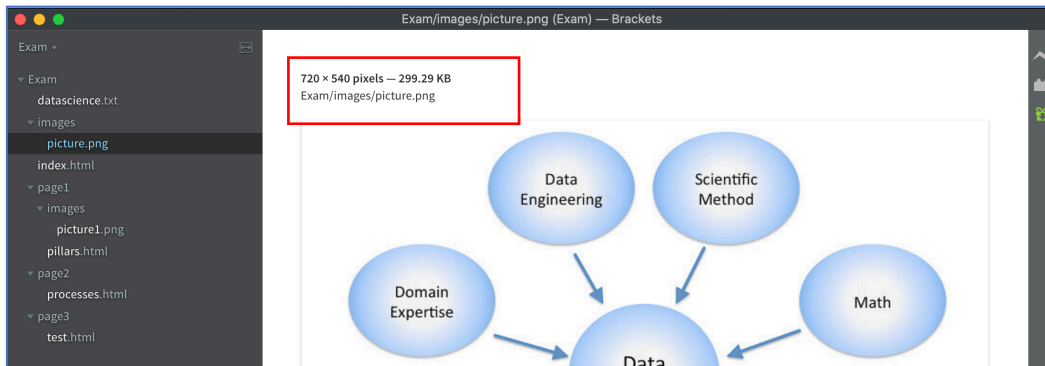 Exam/images/picture.png (Exam) — Brackets
Exam
Exam
datascience.txt
images
picture.png
index.html
page1
images
picture1.png
pillars.html
page2
processes.html
page3
test.html
720 × 540 pixels — 299.29 KB
Exam/images/picture.png
Data
Engineering
Scientific
Method
Domain
Expertise
Math
Data